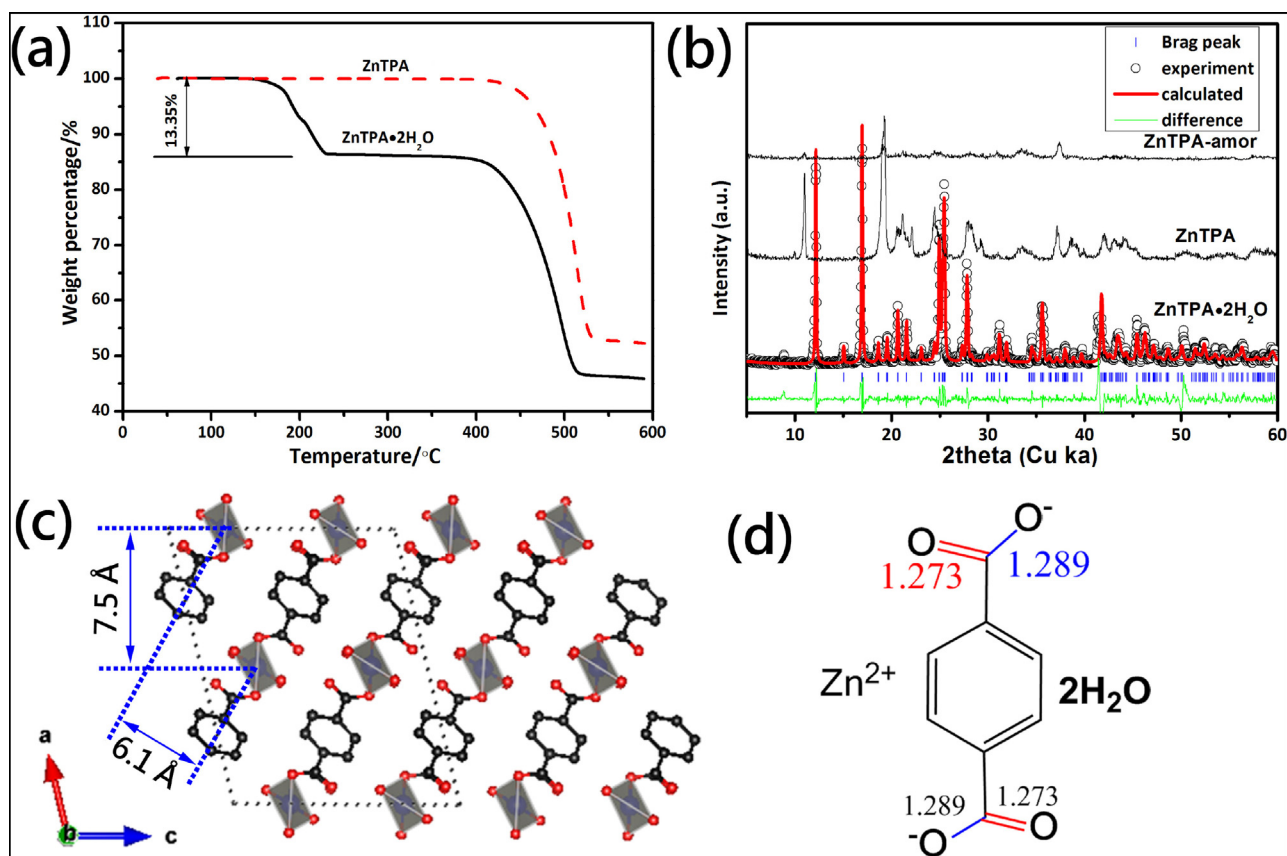 (a)
110
100
90
80
70
60
50
40
Weight percentage/%
13.35%
ZnTPA
ZnTPA•2H₂O
0
100
200
300
400
500
600
Temperature/°C
(b)
Brag peak
experiment
calculated
difference
ZnTPA-amor
ZnTPA
ZnTPA•2H₂O
Intensity (a.u.)
10
20
30
40
50
60
2theta (Cu ka)
(c)
7.5 Å
6.1 Å
a
b
c
(d)
O⁻
O
1.273
1.289
Zn²⁺
2H₂O
1.289
1.273
⁻O
O